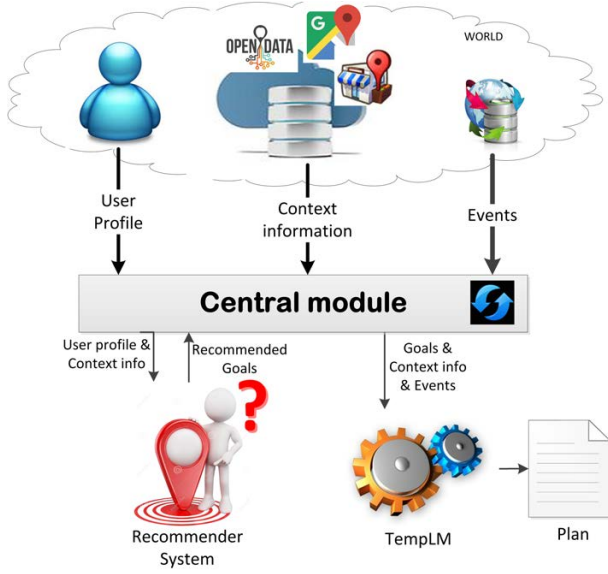 OPEN DATA
WORLD
User
Profile
Context
information
Events
Central module
User profile &
Context info
Recommended
Goals
Goals &
Context info
& Events
?
Recommender
System
TempLM
Plan